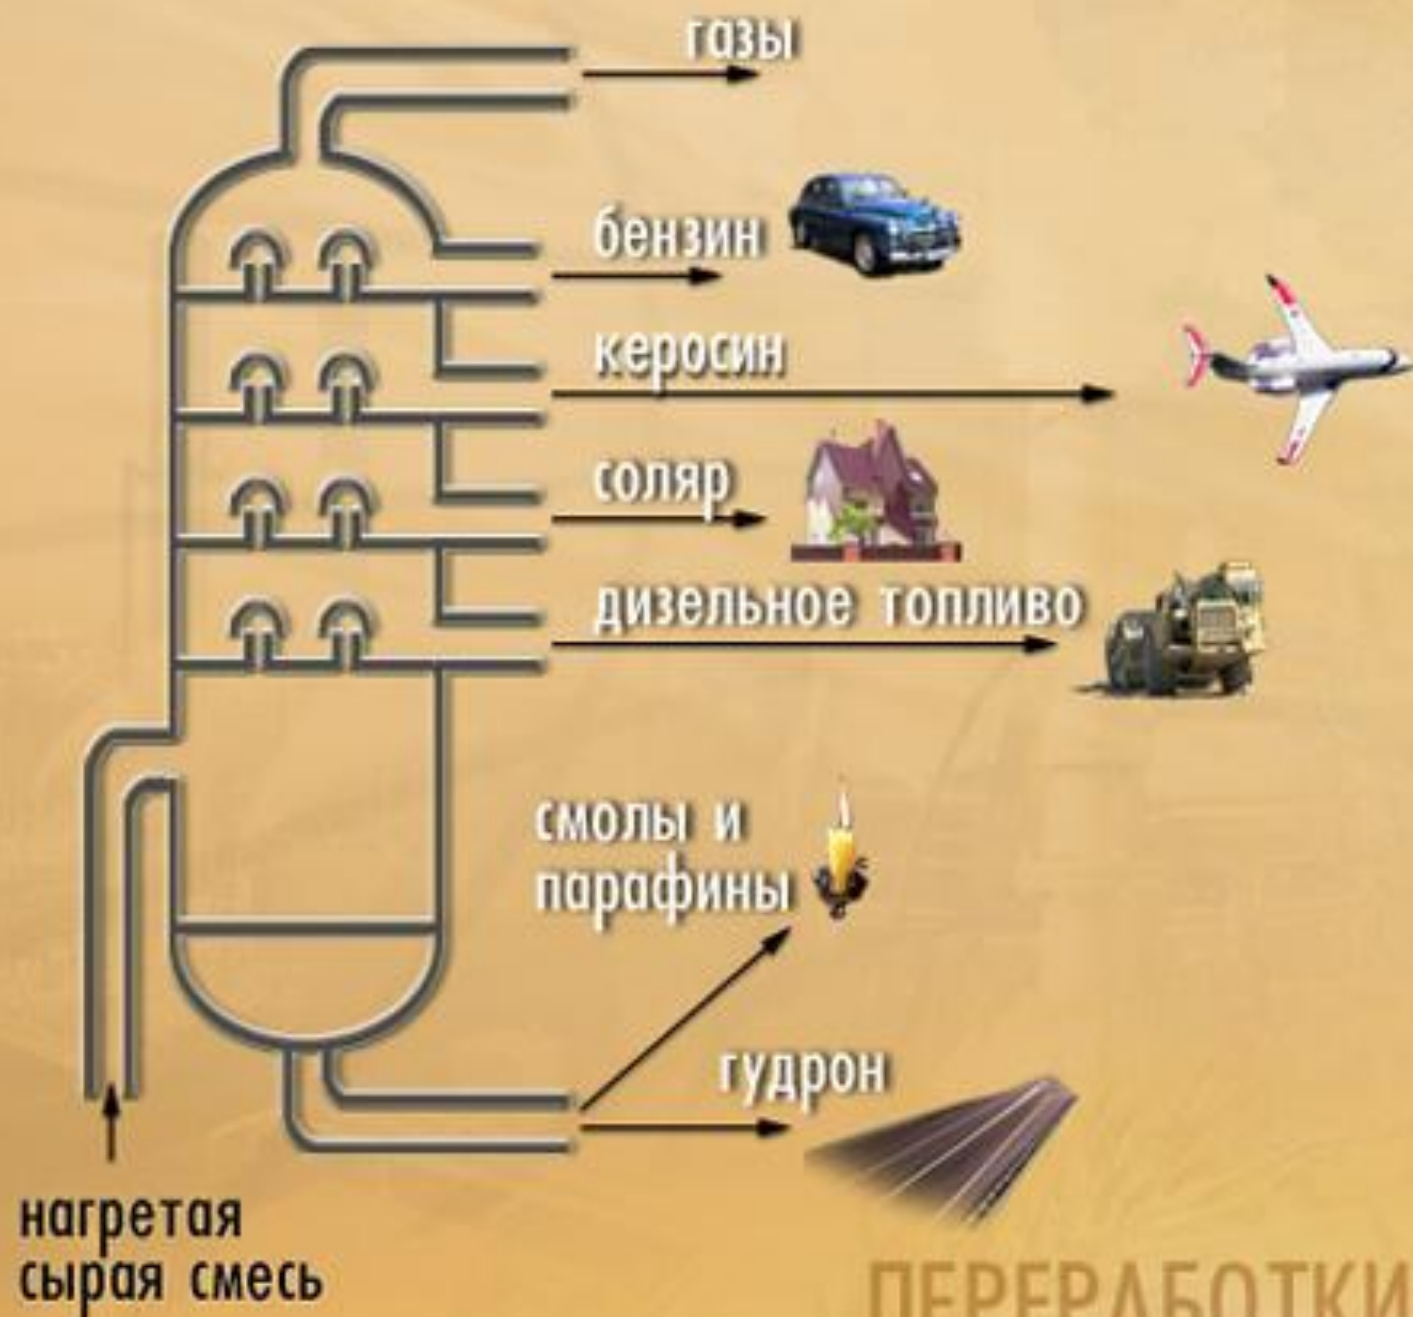 газы
бензин
керосин
соляр
дизельное топливо
смолы и
парафины
гудрон
нагретая
сырая смесь
ПЕРЕРАБОТКИ